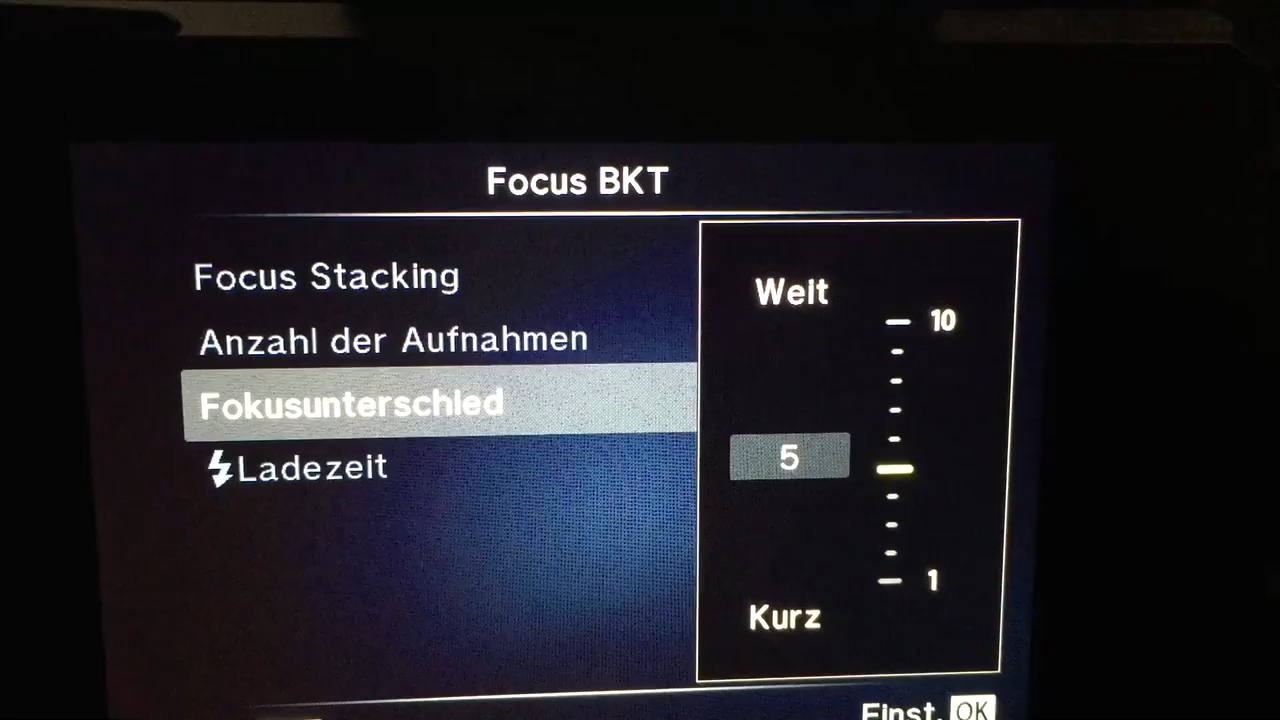 Focus BKT
Focus Stacking
Anzahl der Aufnahmen
Fokusunterschied
Ladezeit
Weit
10
5
1
Kurz
Einst. OK